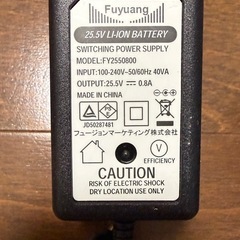 Fuyuang
25.5V LI-ION BATTERY
SWITCHING POWER SUPPLY
MODEL:FY2550800
INPUT:100-240V~50/60Hz 40VA
OUTPUT:25.5V⎓0.8A
MADE IN CHINA
JD50287481
フュージョンマーケティング株式会社
V
EFFICIENCY
CAUTION
RISK OF ELECTRIC SHOCK
DRY LOCATION USE ONLY